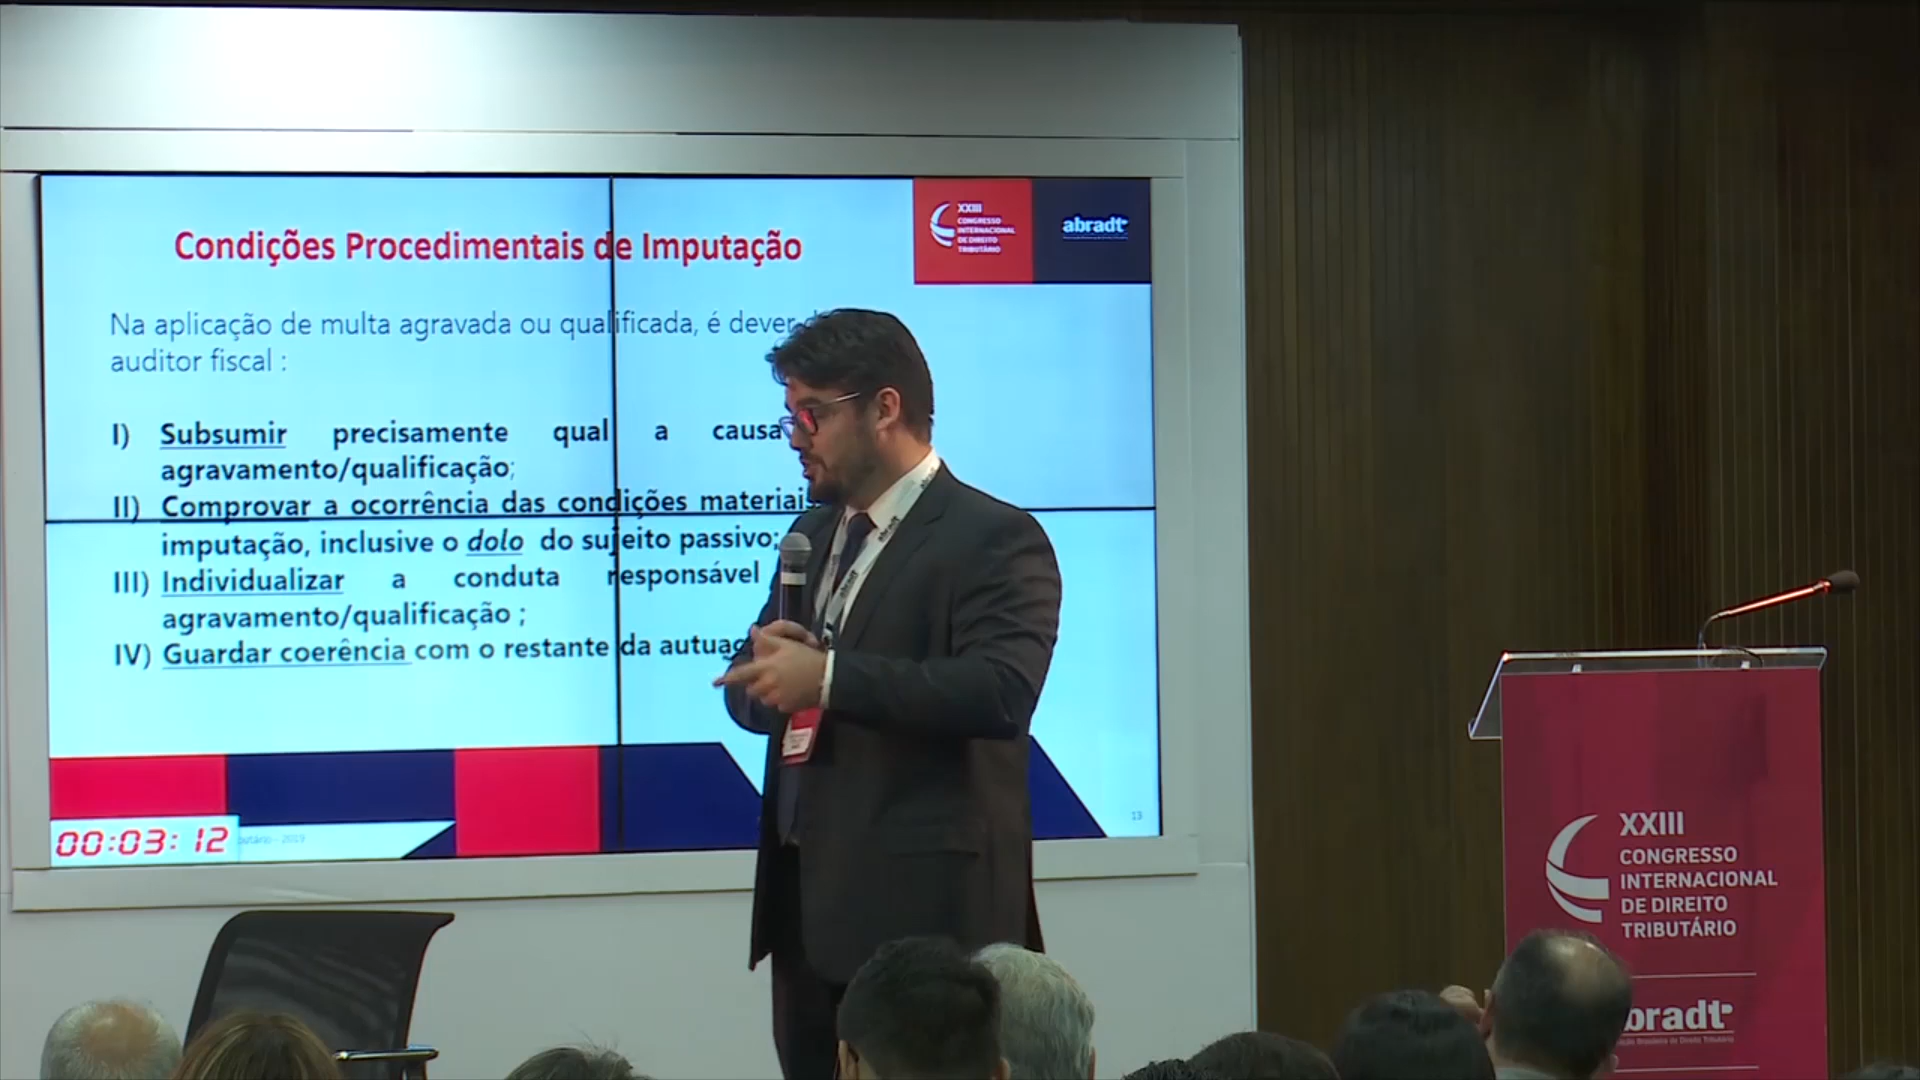 Condições Procedimentais de Imputação
XXIII
CONGRESSO
INTERNACIONAL
DE DIREITO
TRIBUTÁRIO
abradt
Na aplicação de multa agravada ou qualificada, é dever
auditor fiscal :
I) Subsumir precisamente qual a causa
agravamento/qualificação;
II) Comprovar a ocorrência das condições materiais
imputação, inclusive o dolo do sujeito passivo;
III) Individualizar a conduta responsável
agravamento/qualificação ;
IV) Guardar coerência com o restante da
13
00:03:12
2019
abradt
abradt
XXIII
CONGRESSO
INTERNACIONAL
DE DIREITO
TRIBUTÁRIO
bradt